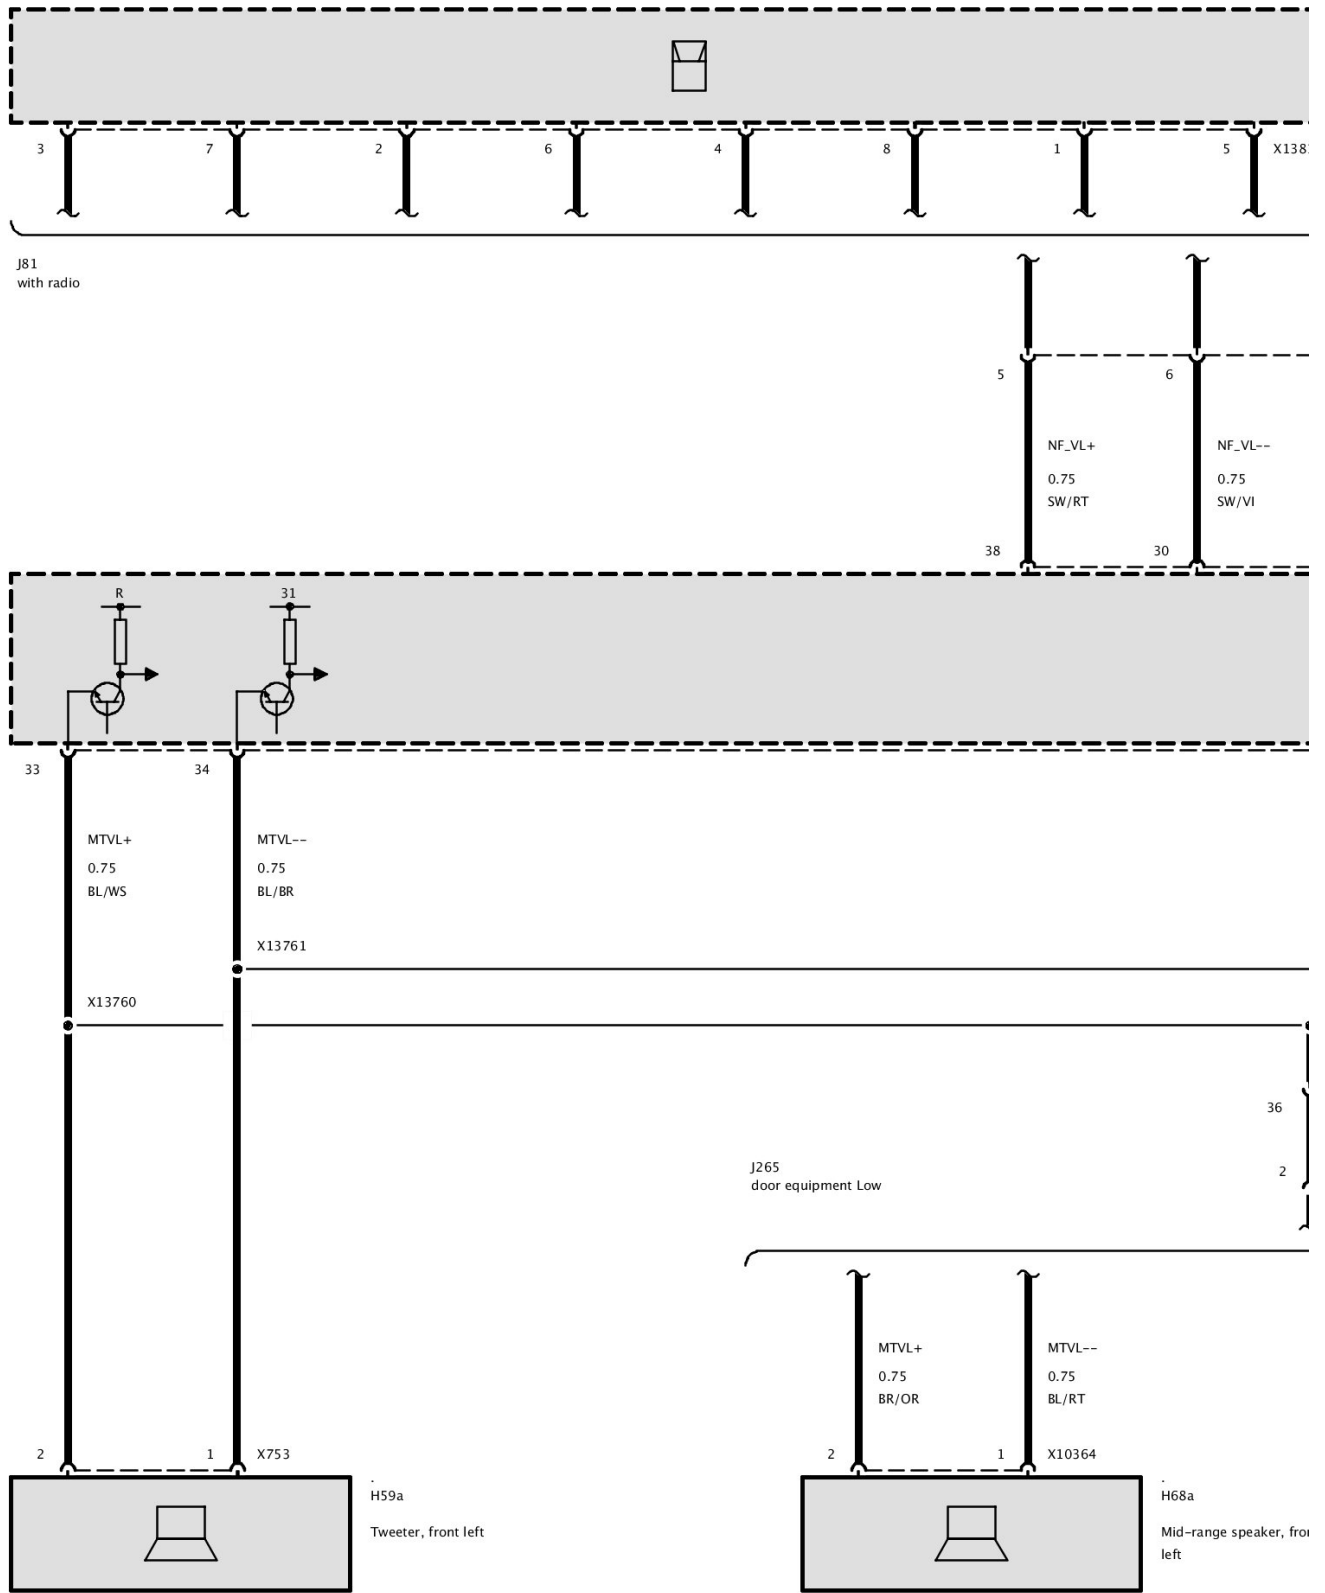 3 7 2 6 4 8 1 5
J81
with radio
5 6
NF_VL+ NF_VL--
0.75 0.75
SW/RT SW/VI
38 30
R 31
33 34
MTVL+ MTVL--
0.75 0.75
BL/WS BL/BR
X13761
X13760
36
J265
2
door equipment Low
MTVL+ MTVL--
0.75 0.75
BR/OR BL/RT
2 1 X753 2 1 X10364
.
H59a
.
H68a
Tweeter, front left
Mid-range speaker,
left